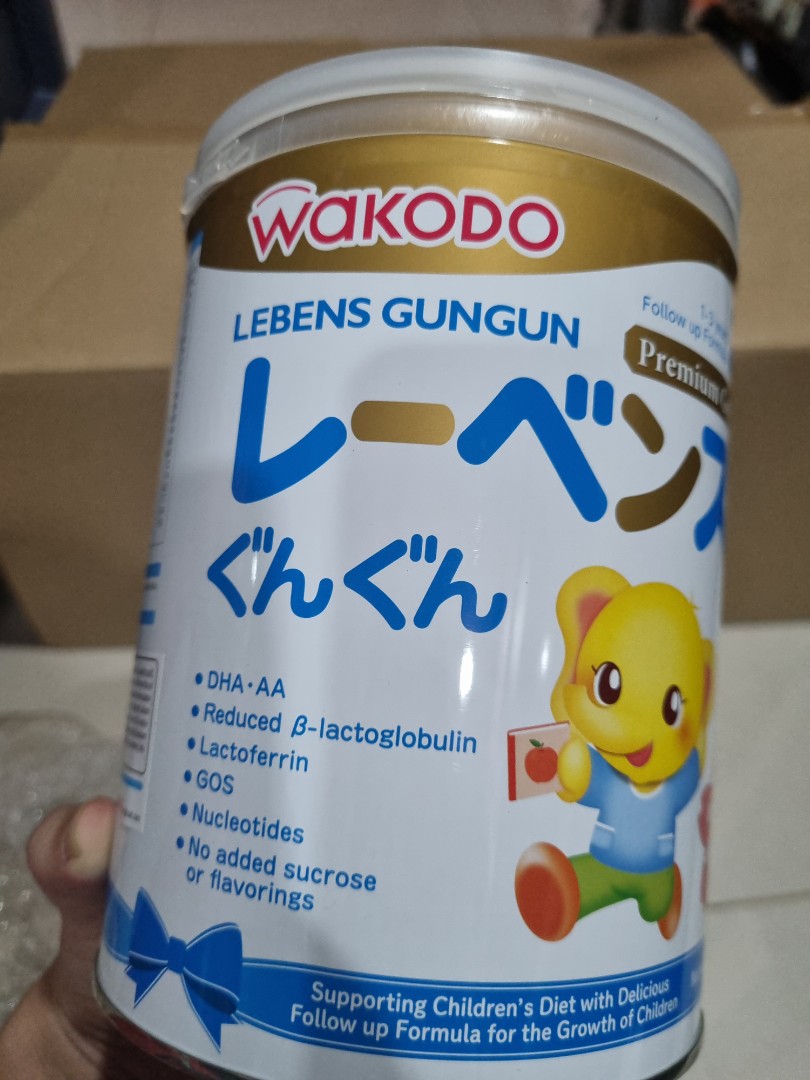 WAKODO
LEBENS GUNGUN
Follow up
Premium
レーベンス
ぐんぐん
• DHA・AA
• Reduced β-lactoglobulin
• Lactoferrin
• GOS
• Nucleotides
• No added sucrose
or flavorings
Supporting Children's Diet with Delicious
Follow up Formula for the Growth of Children